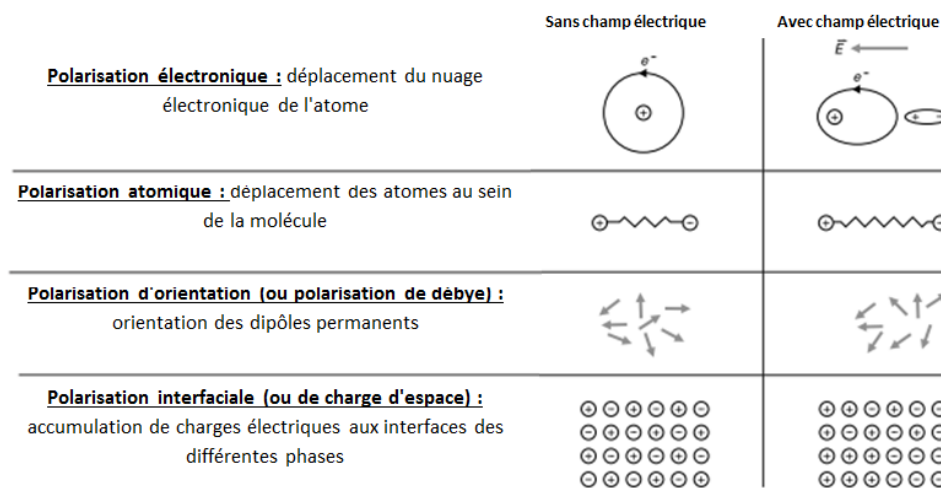 Sans champ électrique
Avec champ électrique
Polarisation électronique : déplacement du nuage
électronique de l'atome
e⁻
+
E
e⁻
+
+ -
Polarisation atomique : déplacement des atomes au sein
de la molécule
+ -
+ -
Polarisation d'orientation (ou polarisation de débye) :
orientation des dipôles permanents
Polarisation interfaciale (ou de charge d'espace) :
accumulation de charges électriques aux interfaces des
différentes phases